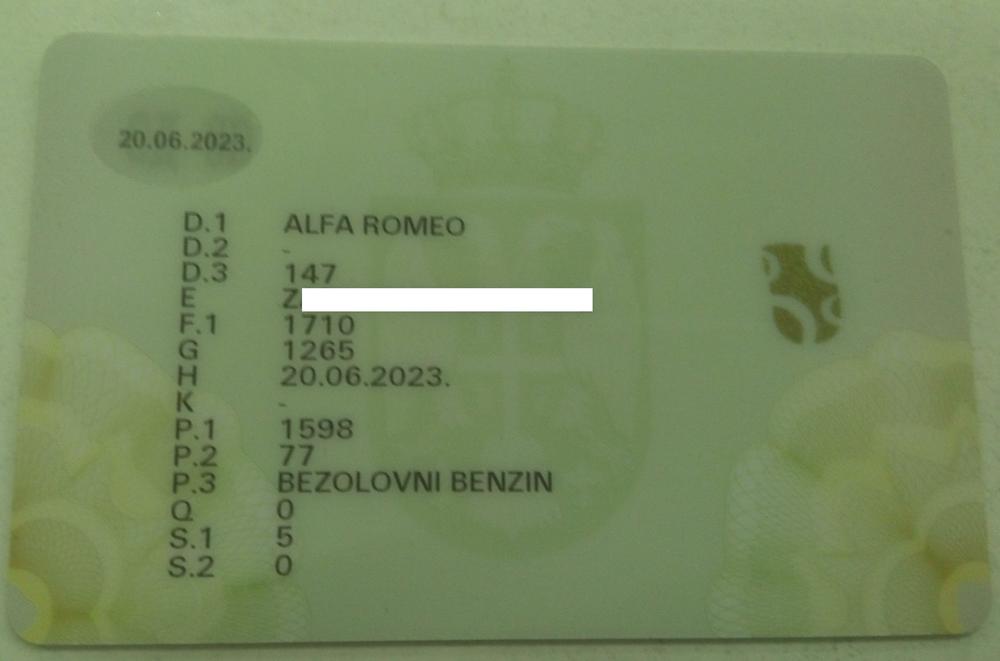 20.06.2023.
D.1 ALFA ROMEO
D.2 -
D.3 147
E Z
F.1 1710
G 1265
H 20.06.2023.
K -
P.1 1598
P.2 77
P.3 BEZOLOVNI BENZIN
Q 0
S.1 5
S.2 0